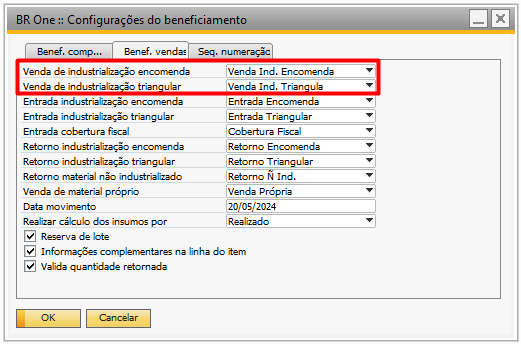 BR One :: Configurações do beneficiamento
Benef. comp... Benef. vendas Seq. numeração
Venda de industrialização encomenda Venda Ind. Encomenda
Venda de industrialização triangular Venda Ind. Triangula
Entrada industrialização encomenda Entrada Encomenda
Entrada industrialização triangular Entrada Triangular
Entrada cobertura fiscal Cobertura Fiscal
Retorno industrialização encomenda Retorno Encomenda
Retorno industrialização triangular Retorno Triangular
Retorno material não industrializado Retorno Ñ Ind.
Venda de material próprio Venda Própria
Data movimento 20/05/2024
Realizar cálculo dos insumos por Realizado
Reserva de lote
Informações complementares na linha do item
Valida quantidade retornada
OK Cancelar